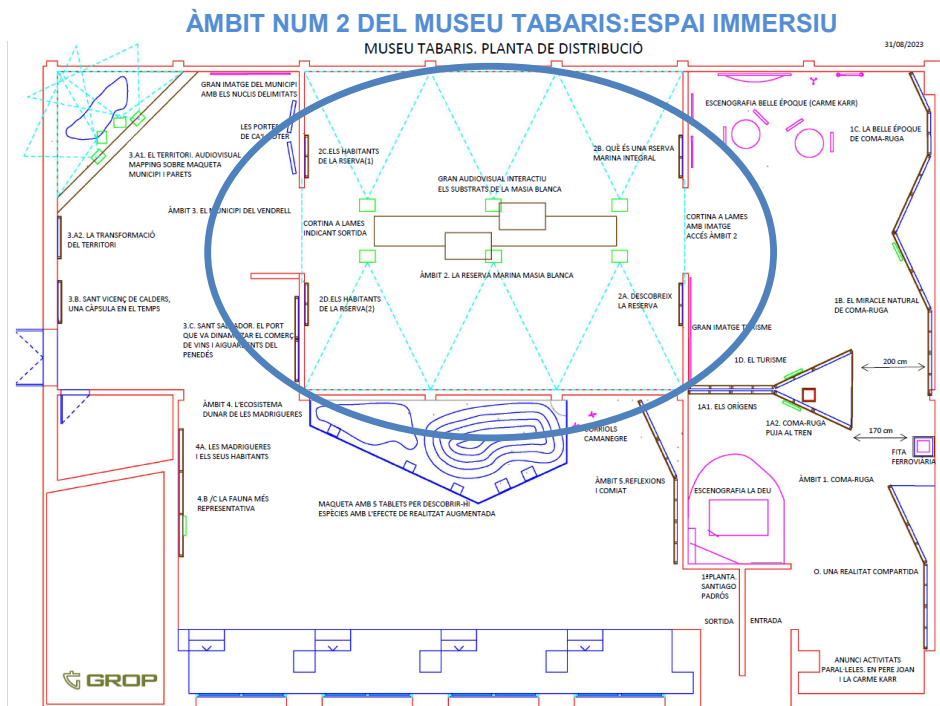 ÀMBIT NUM 2 DEL MUSEU TABARIS:ESPAI IMMERSIU
MUSEU TABARIS. PLANTA DE DISTRIBUCIÓ
31/08/2023
GRAN IMATGE DEL MUNICIPI
AMB ELS NUCLIS DELIMITATS
3.A1. EL TERRITORI. AUDIOVISUAL
MAPPING SOBRE MAQUETA
MUNICIPI I PARETS
ÀMBIT 3. EL MUNICIPI DEL VENDRELL
3.A2. LA TRANSFORMACIÓ
DEL TERRITORI
3.B. SANT VICENÇ DE CALDERS,
UNA CÀPSULA EN EL TEMPS
QUE VA DINAMITZAR EL COMERÇ
DE VINS I AIGUARDENTS DEL
PENEDÉS
2C.ELS HABITANTS
DE LA RSERVA(1)
2B. QUÈ ÉS UNA RSERVA
MARINA INTEGRAL
GRAN AUDIOVISUAL INTERACTIU
ELS SUBSTRATS DE LA MASIA BLANCA
CORTINA A LAMES
INDICANT SORTIDA
CORTINA A LAMES
AMB IMATGE
ACCÉS ÀMBIT 2
ÀMBIT 2. LA RESERVA MARINA MASIA BLANCA
2D.ELS HABITANTS
DE LA RSERVA(2)
2A. DESCOBREIX
LA RESERVA
ESCENOGRAFIA BELLE ÉPOQUE (CARME KARR)
1C. LA BELLE ÉPOQUE
DE COMA-RUGA
1B. EL MIRACLE NATURAL
DE COMA-RUGA
GRAN IMATGE
1D. EL TURISME
200 cm
1A1. ELS ORÍGENS
1A2. COMA-RUGA
PUJA AL TREN
170 cm
FITA
FERROVIÀRIA
ÀMBIT 1. COMA-RUGA
ESCENOGRAFIA LA DEU
O. UNA REALITAT COMPARTIDA
ÀMBIT 4. L'ECOSISTEMA
DUNAR DE LES MADRIGUERES
4A. LES MADRIGUERES
I ELS SEUS HABITANTS
4.B /C LA FAUNA MÉS
REPRESENTATIVA
CAMANEGRE
ÀMBIT 5.REFLEXIONS
I COMIAT
MAQUETA AMB 5 TABLETS PER DESCOBRIR-HI
ESPÈCIES AMB L'EFECTE DE REALITZAT AUGMENTADA
1ªPLANTA.
SANTIAGO
PADRÓS
SORTIDA
ENTRADA
ANUNCI ACTIVITATS
PARAL·LELES. EN PERE JOAN
I LA CARME KARR
GROP